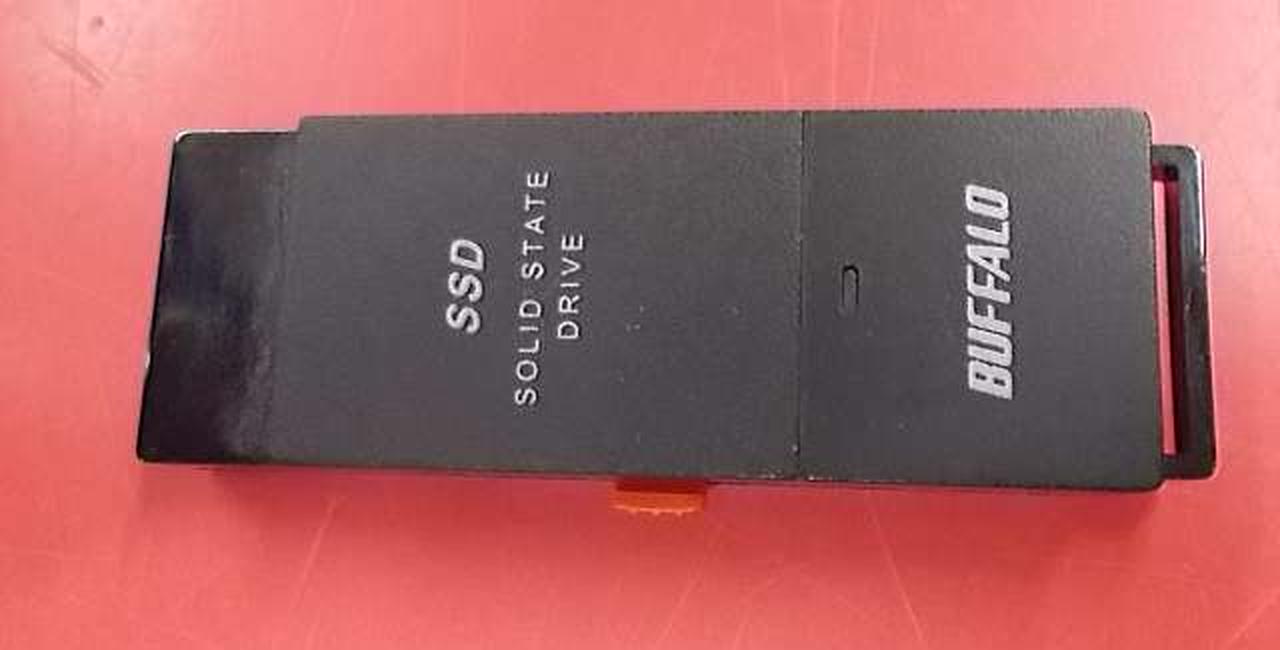 SSD
SOLID STATE
DRIVE
BUFFALO